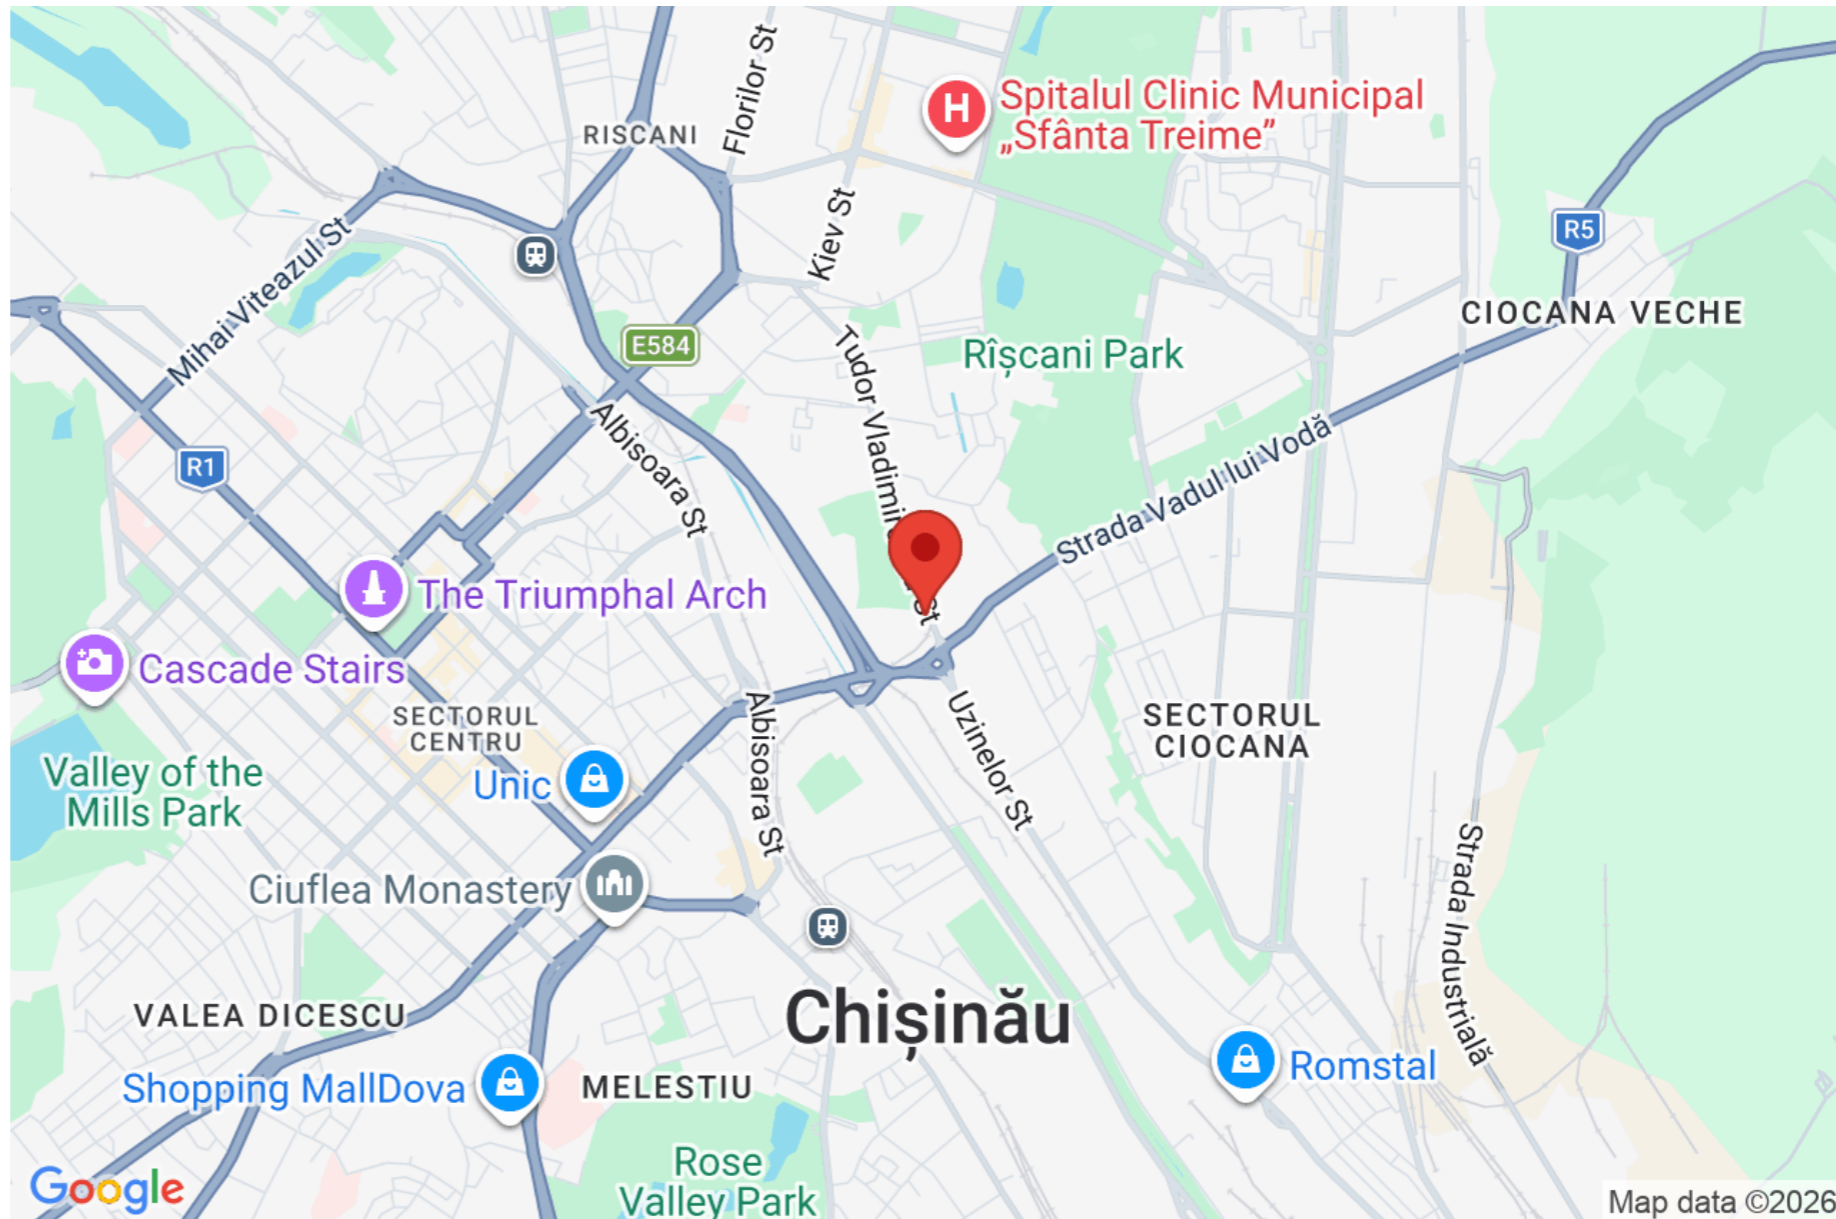 Florilor St
RISCANI
Spitalul Clinic Municipal
„Sfânta Treime”
Kiev St
R5
Mihai Viteazul St
CIOCANA VECHE
E584
Rîșcani Park
Tudor Vladimir
St
Albisoara St
R1
Strada Vadul lui Vodă
The Triumphal Arch
Cascade Stairs
SECTORUL
CENTRU
Albisoara St
Uzinelor St
SECTORUL
CIOCANA
Valley of the
Mills Park
Unic
Strada Industrială
Ciuflea Monastery
VALEA DICESCU
Chișinău
Shopping MallDova
MELESTIU
Romstal
Rose
Valley Park
Google
Map data ©2026